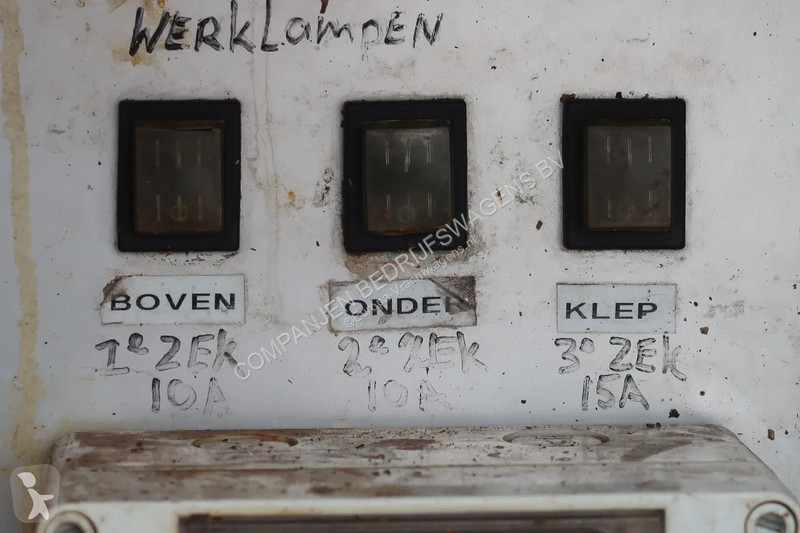 WERKLAMPEN
BOVEN ONDER KLEP
1e ZEK 2e ZEK 3e ZEK
10A 10A 15A
COMPANJEN BEDRIJFSWAGENS BV